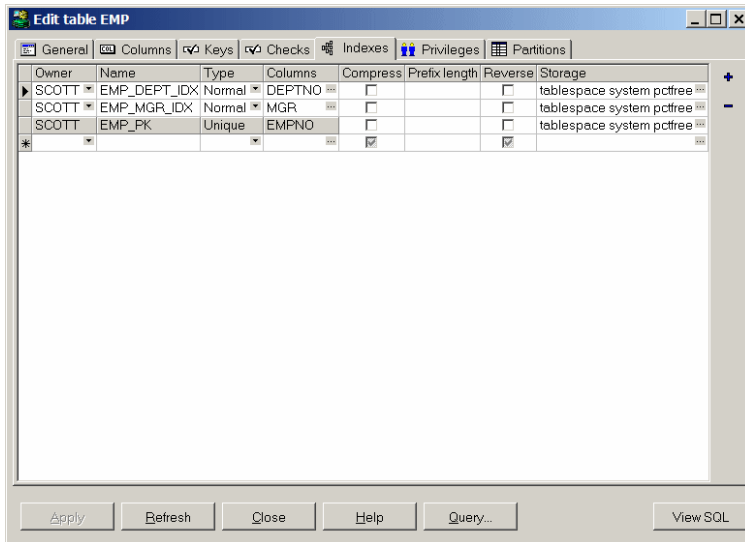 Edit table EMP
General Columns Keys Checks Indexes Privileges Partitions
Owner Name Type Columns Compress Prefix length Reverse Storage
SCOTT EMP_DEPT_IDX Normal DEPTNO ... tablespace system pctfree ...
SCOTT EMP_MGR_IDX Normal MGR ... tablespace system pctfree ...
SCOTT EMP_PK Unique EMPNO tablespace system pctfree ...
* ... ...
Apply Refresh Close Help Query... View SQL